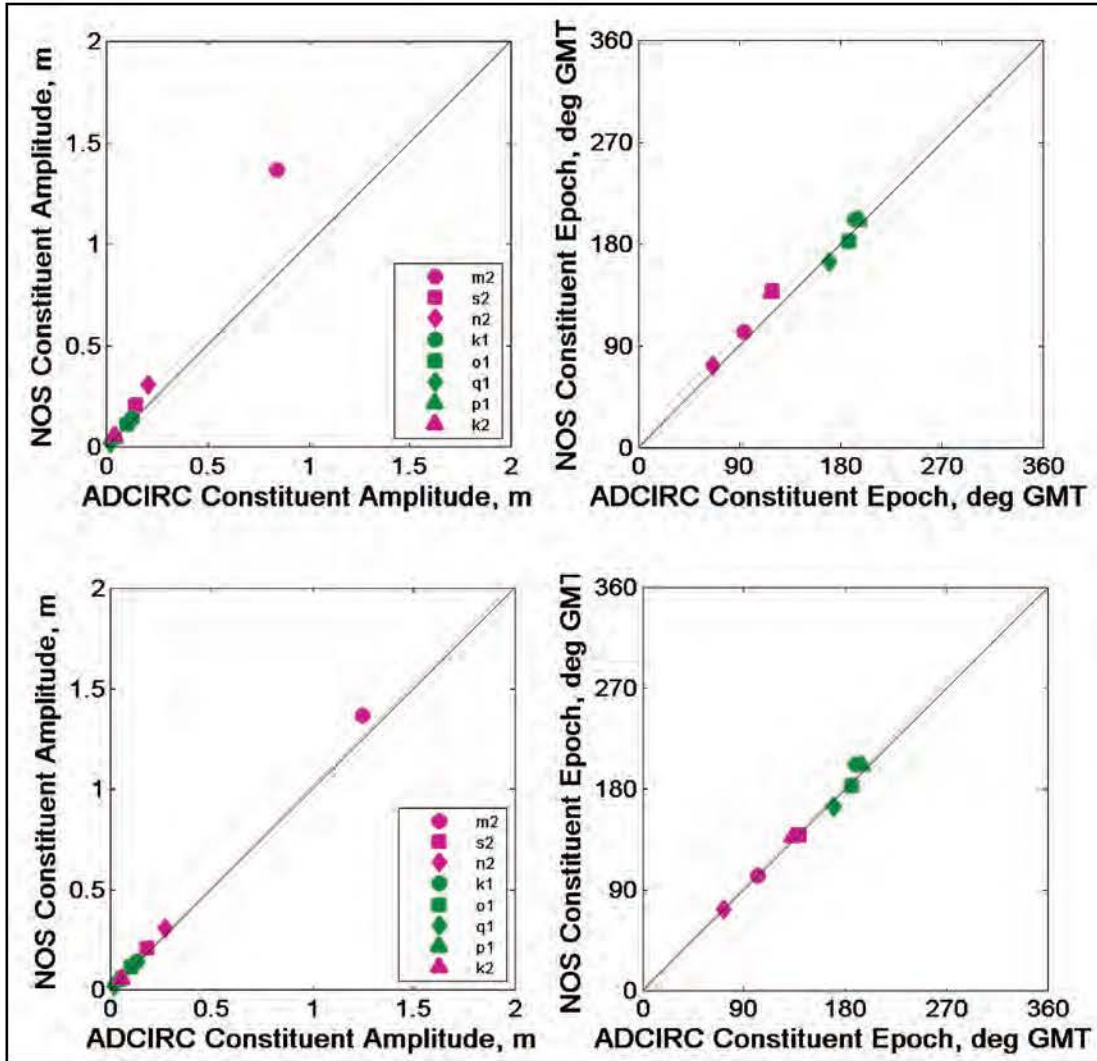 2
1.5
1
0.5
0
0
0.5
1
1.5
2
NOS Constituent Amplitude, m
ADCIRC Constituent Amplitude, m
m2
s2
n2
k1
o1
q1
p1
k2
360
270
180
90
0
0
90
180
270
360
NOS Constituent Epoch, deg GMT
ADCIRC Constituent Epoch, deg GMT
2
1.5
1
0.5
0
0
0.5
1
1.5
2
NOS Constituent Amplitude, m
ADCIRC Constituent Amplitude, m
m2
s2
n2
k1
o1
q1
p1
k2
360
270
180
90
0
0
90
180
270
360
NOS Constituent Epoch, deg GMT
ADCIRC Constituent Epoch, deg GMT